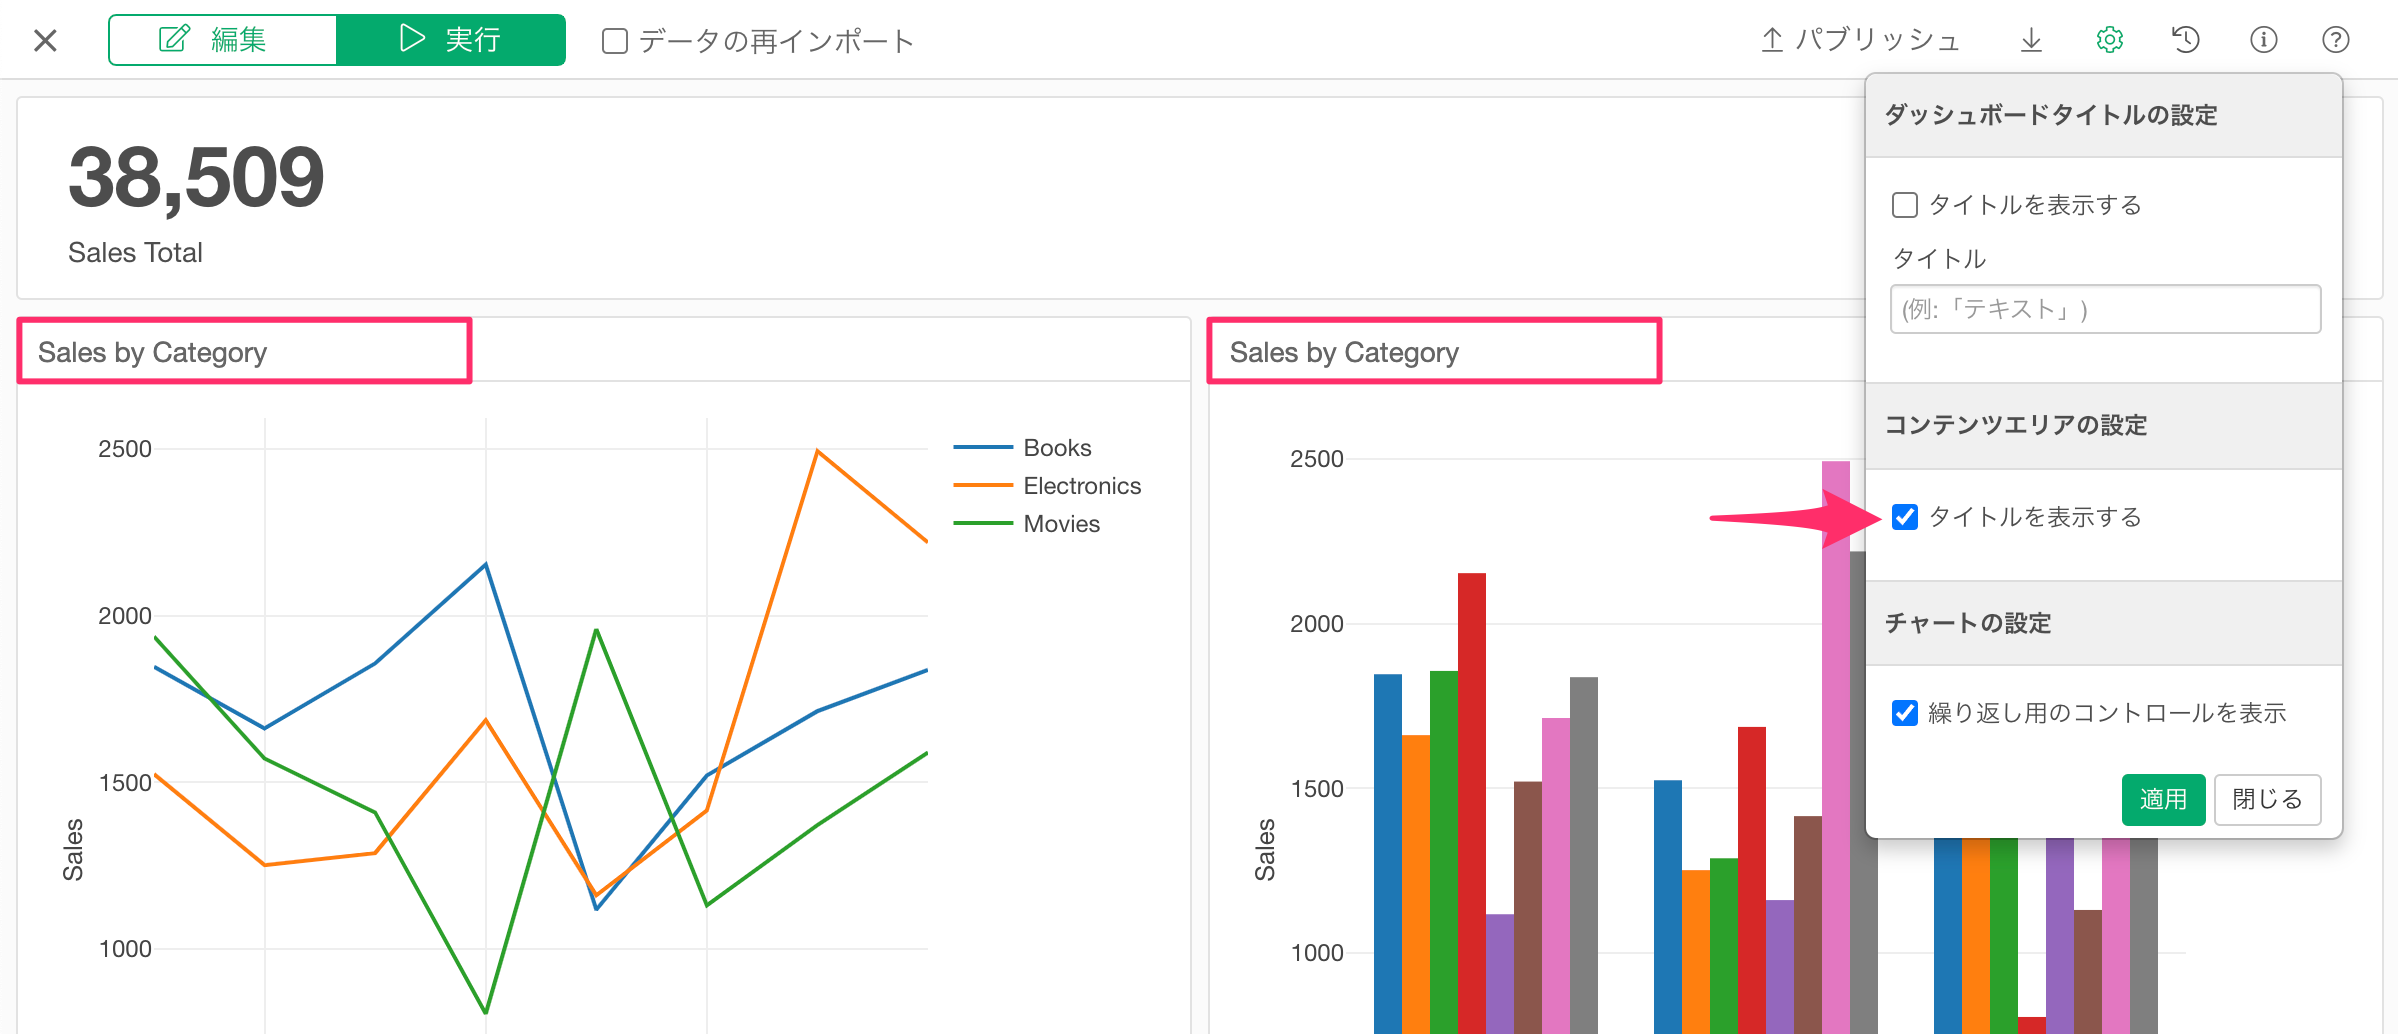 編集
実行
データの再インポート
パブリッシュ
38,509
Sales Total
Sales by Category
2500
2000
1500
1000
Sales
Books
Electronics
Movies
Sales by Category
2500
2000
1500
1000
Sales
ダッシュボードタイトルの設定
タイトルを表示する
タイトル
(例:「テキスト」)
コンテンツエリアの設定
タイトルを表示する
チャートの設定
繰り返し用のコントロールを表示
適用
閉じる